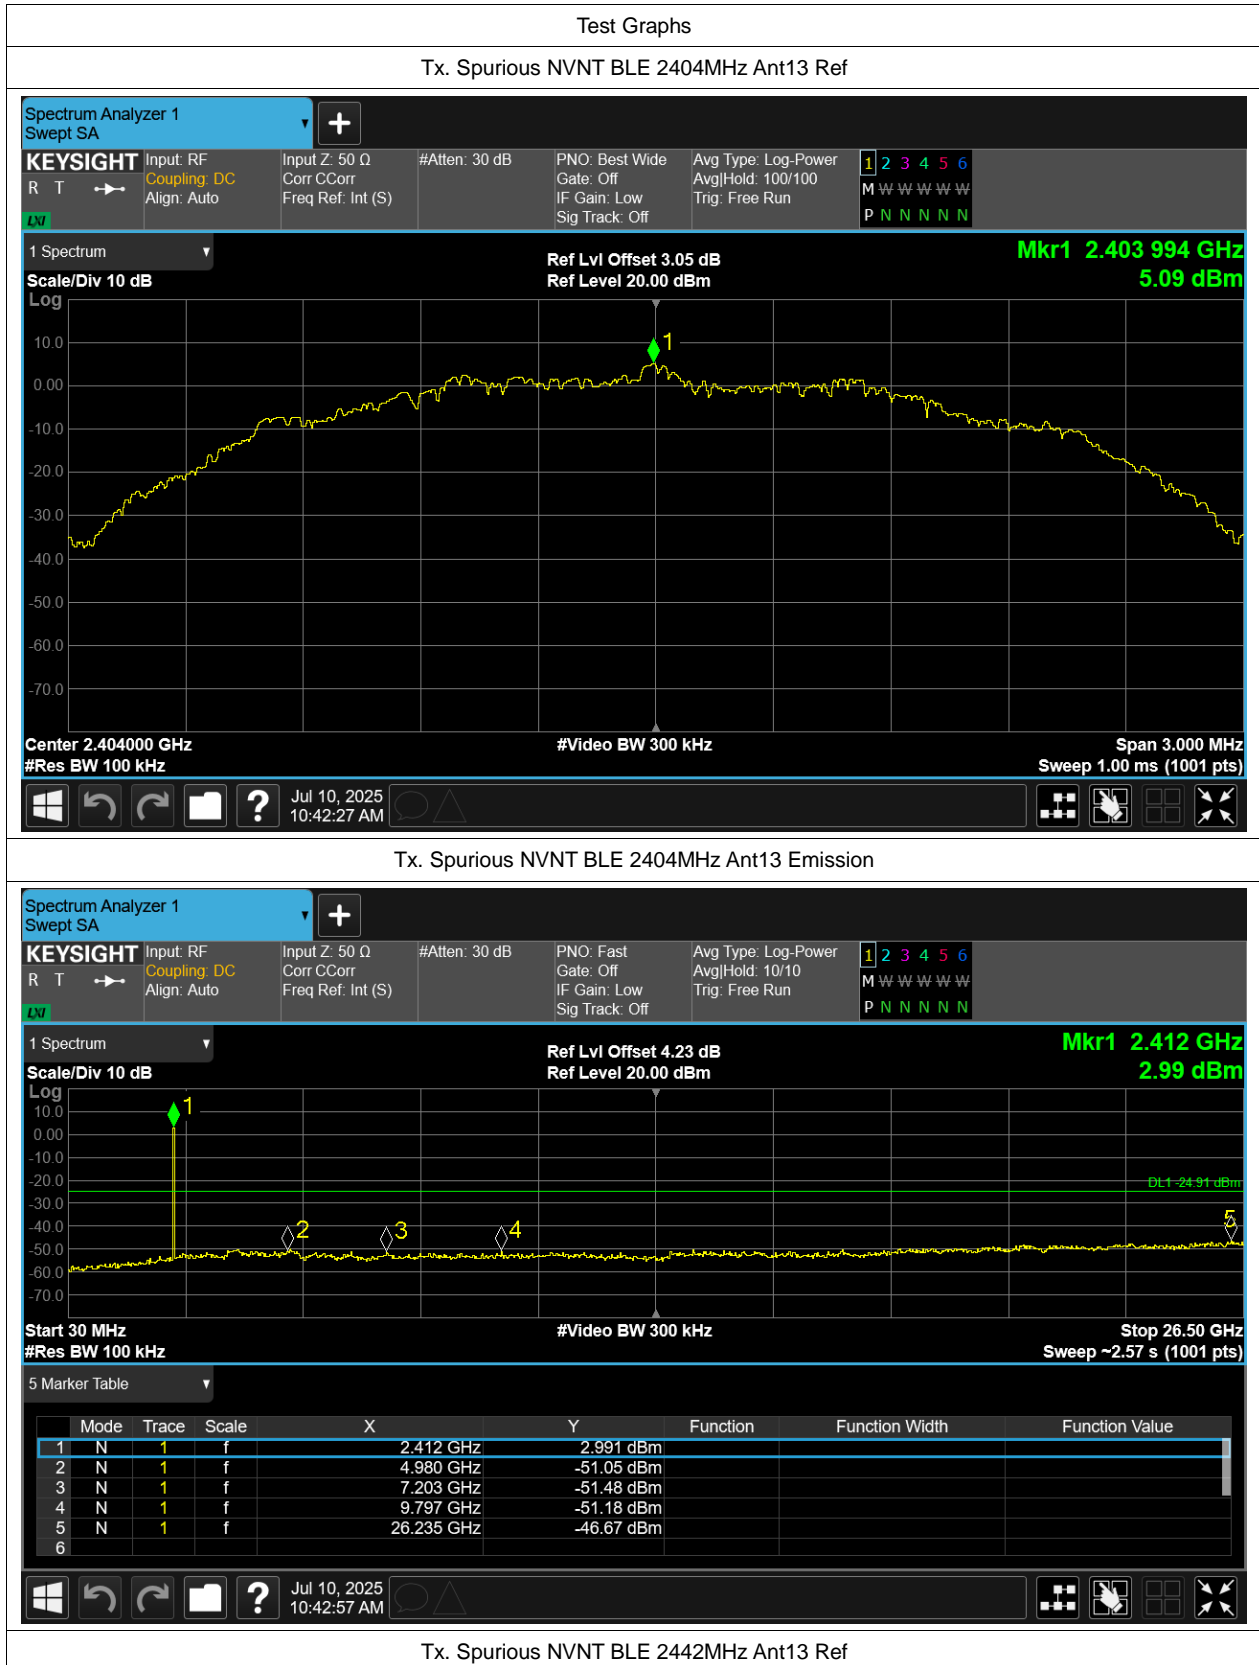 Test Graphs
Tx. Spurious NVNT BLE 2404MHz Ant13 Ref
Spectrum Analyzer 1
Swept SA
KEYSIGHT Input: RF Input Z: 50 Ω #Atten: 30 dB PNO: Best Wide Avg Type: Log-Power 1 2 3 4 5 6
R T Coupling: DC Corr CCorr Gate: Off Avg|Hold: 100/100 M W W W W W
Align: Auto Freq Ref: Int (S) IF Gain: Low Trig: Free Run
LXI Sig Track: Off P N N N N N
1 Spectrum Ref Lvl Offset 3.05 dB Mkr1 2.403 994 GHz
Scale/Div 10 dB Ref Level 20.00 dBm 5.09 dBm
Log
1
10.0
0.00
-10.0
-20.0
-30.0
-40.0
-50.0
-60.0
-70.0
Center 2.404000 GHz #Video BW 300 kHz Span 3.000 MHz
#Res BW 100 kHz Sweep 1.00 ms (1001 pts)
? Jul 10, 2025
10:42:27 AM
Tx. Spurious NVNT BLE 2404MHz Ant13 Emission
Spectrum Analyzer 1
Swept SA
KEYSIGHT Input: RF Input Z: 50 Ω #Atten: 30 dB PNO: Fast Avg Type: Log-Power 1 2 3 4 5 6
R T Coupling: DC Corr CCorr Gate: Off Avg|Hold: 10/10 M W W W W W
Align: Auto Freq Ref: Int (S) IF Gain: Low Trig: Free Run
LXI Sig Track: Off P N N N N N
1 Spectrum Ref Lvl Offset 4.23 dB Mkr1 2.412 GHz
Scale/Div 10 dB Ref Level 20.00 dBm 2.99 dBm
Log
10.0 1
0.00
-10.0
-20.0 DL1 -24.91 dBm
-30.0
-40.0 2 3 4 5
-50.0
-60.0
-70.0
Start 30 MHz #Video BW 300 kHz Stop 26.50 GHz
#Res BW 100 kHz Sweep ~2.57 s (1001 pts)
5 Marker Table
Mode Trace Scale X Y Function Function Width Function Value
1 N 1 f 2.412 GHz 2.991 dBm
2 N 1 f 4.980 GHz -51.05 dBm
3 N 1 f 7.203 GHz -51.48 dBm
4 N 1 f 9.797 GHz -51.18 dBm
5 N 1 f 26.235 GHz -46.67 dBm
6
? Jul 10, 2025
10:42:57 AM
Tx. Spurious NVNT BLE 2442MHz Ant13 Ref